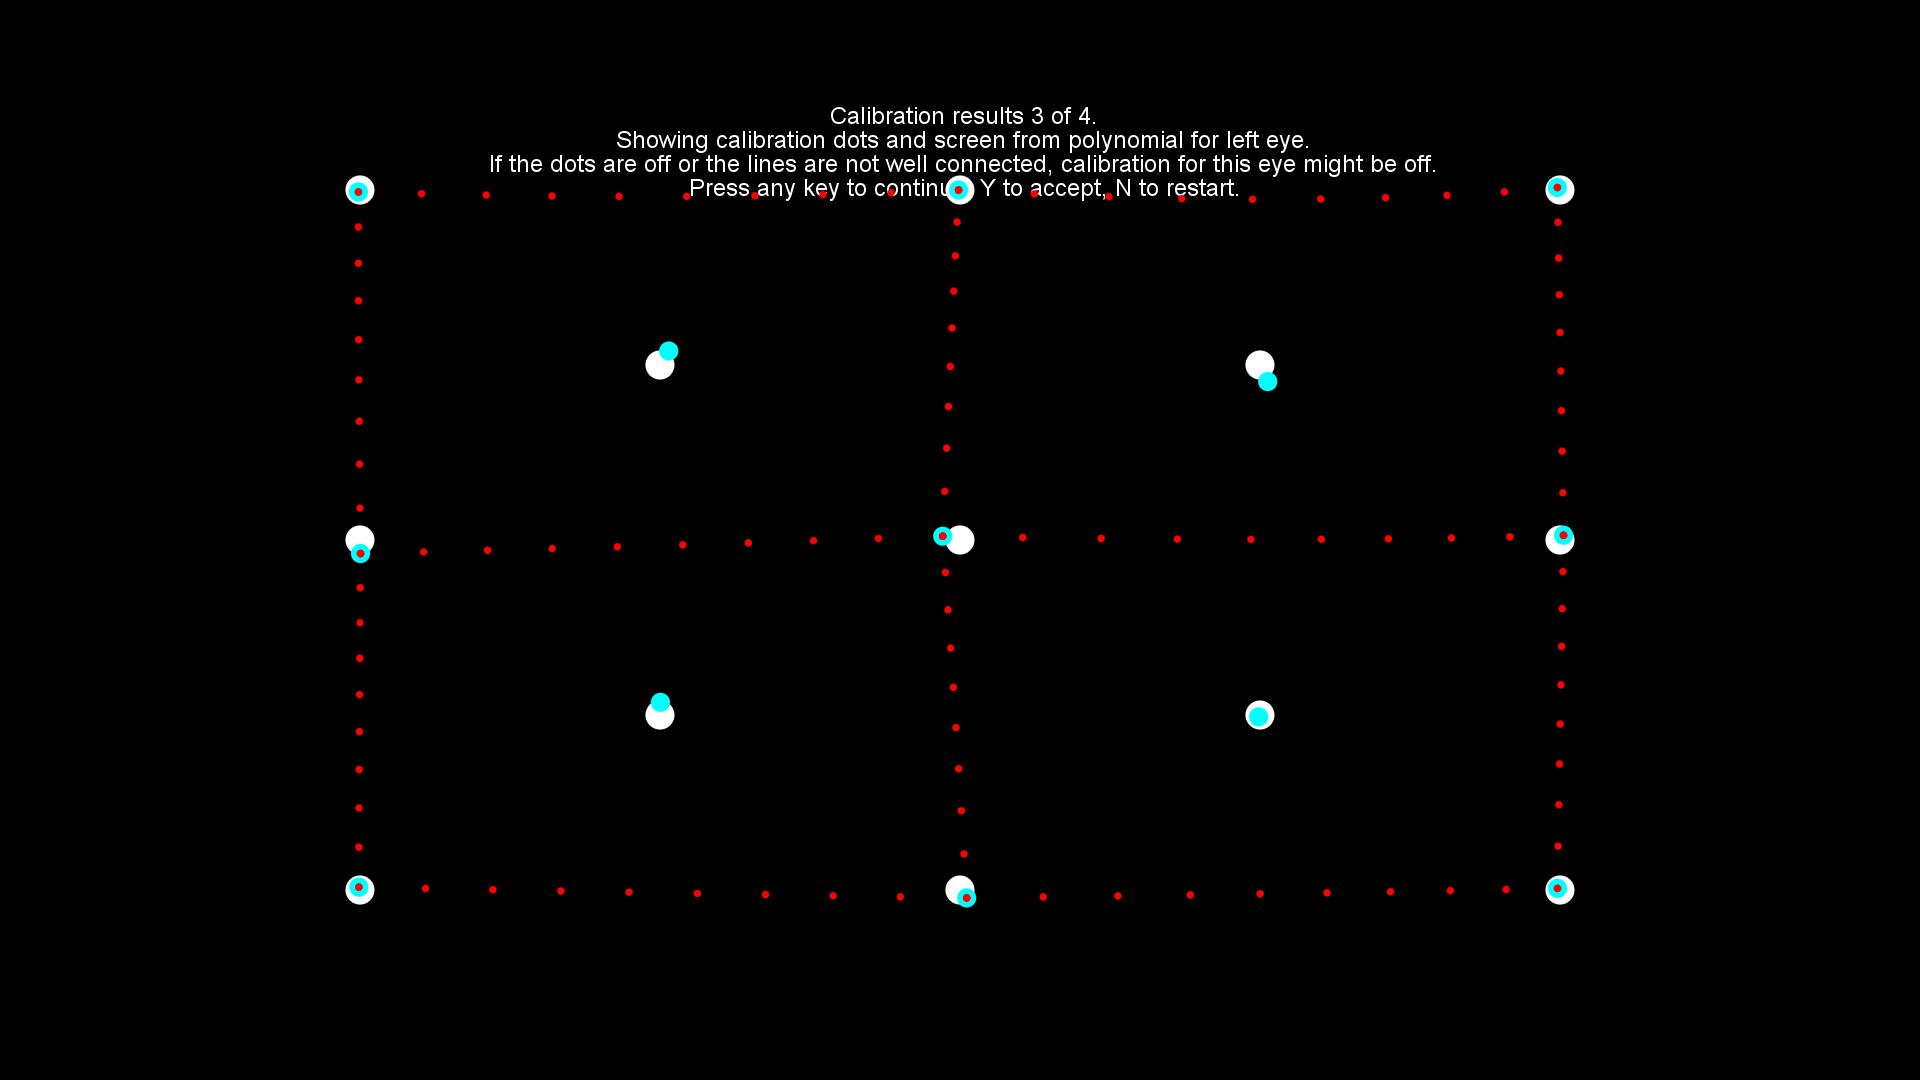 Calibration results 3 of 4.
Showing calibration dots and screen from polynomial for left eye.
If the dots are off or the lines are not well connected, calibration for this eye might be off.
Press any key to continue, Y to accept, N to restart.